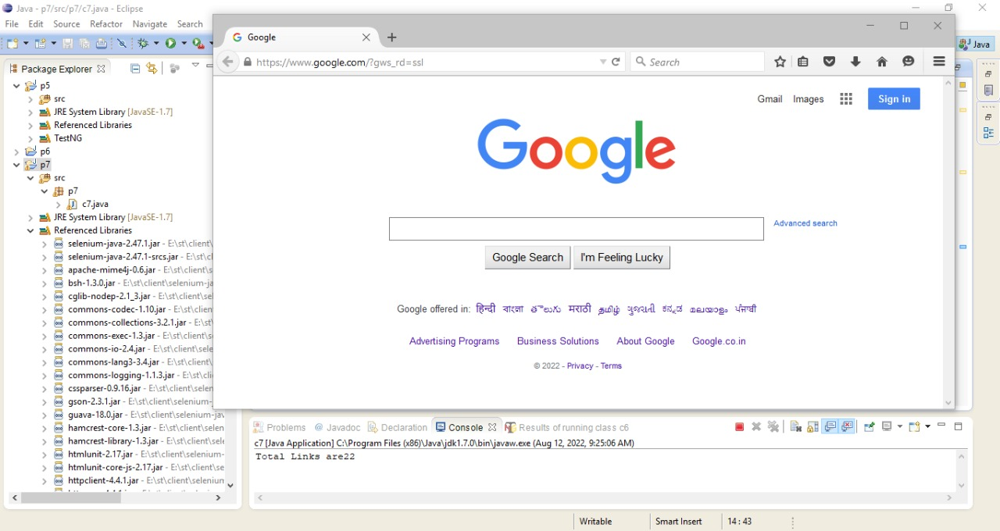 Java - p7/src/p7/c7.java - Eclipse
File Edit Source Refactor Navigate Search
Java
Package Explorer
p5
src
JRE System Library [JavaSE-1.7]
Referenced Libraries
TestNG
p6
p7
src
p7
c7.java
JRE System Library [JavaSE-1.7]
Referenced Libraries
selenium-java-2.47.1.jar - E:\st\client\
selenium-java-2.47.1-srcs.jar - E:\st\cl
apache-mime4j-0.6.jar - E:\st\client\s
bsh-1.3.0.jar - E:\st\client\selenium-ja
cglib-nodep-2.1_3.jar - E:\st\client\sel
commons-codec-1.10.jar - E:\st\client\
commons-collections-3.2.1.jar - E:\st\
commons-exec-1.3.jar - E:\st\client\s
commons-io-2.4.jar - E:\st\client\sele
commons-lang3-3.4.jar - E:\st\client\s
commons-logging-1.1.3.jar - E:\st\cli
cssparser-0.9.16.jar - E:\st\client\selen
gson-2.3.1.jar - E:\st\client\selenium-
guava-18.0.jar - E:\st\client\selenium-jav
hamcrest-core-1.3.jar - E:\st\client\sele
hamcrest-library-1.3.jar - E:\st\client\se
htmlunit-2.17.jar - E:\st\client\selenium-
htmlunit-core-js-2.17.jar - E:\st\client\se
httpclient-4.4.1.jar - E:\st\client\seleniu
Google
https://www.google.com/?gws_rd=ssl
Search
Gmail Images Sign in
Google
Advanced search
Google Search I'm Feeling Lucky
Google offered in: हिन्दी বাংলা తెలుగు मराठी தமிழ் ગુજરાતી ಕನ್ನಡ മലയാളം ਪੰਜਾਬੀ
Advertising Programs Business Solutions About Google Google.co.in
© 2022 - Privacy - Terms
Problems @ Javadoc Declaration Console Results of running class c6
c7 [Java Application] C:\Program Files (x86)\Java\jdk1.7.0\bin\javaw.exe (Aug 12, 2022, 9:25:06 AM)
Total Links are22
Writable Smart Insert 14 : 43